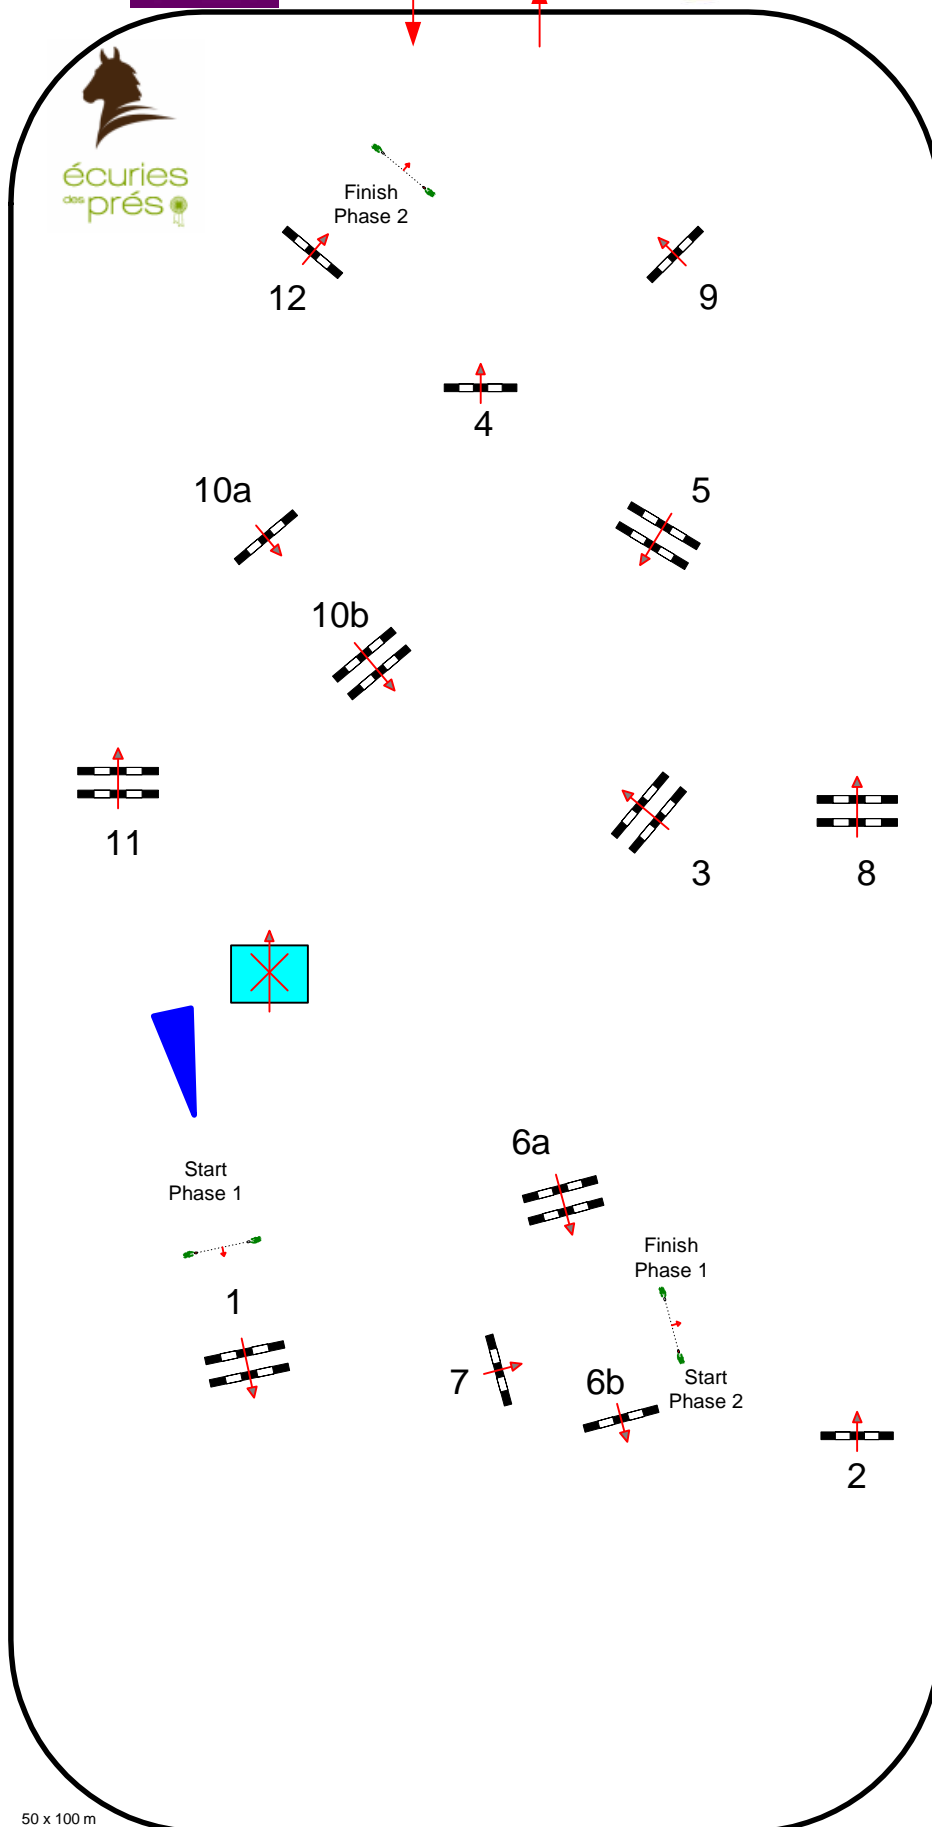 écuries
des prés
Finish
Phase 2
12
9
4
10a
5
10b
11
3
8
Start
Phase 1
6a
Finish
Phase 1
1
7
6b
Start
Phase 2
2
50 x 100 m